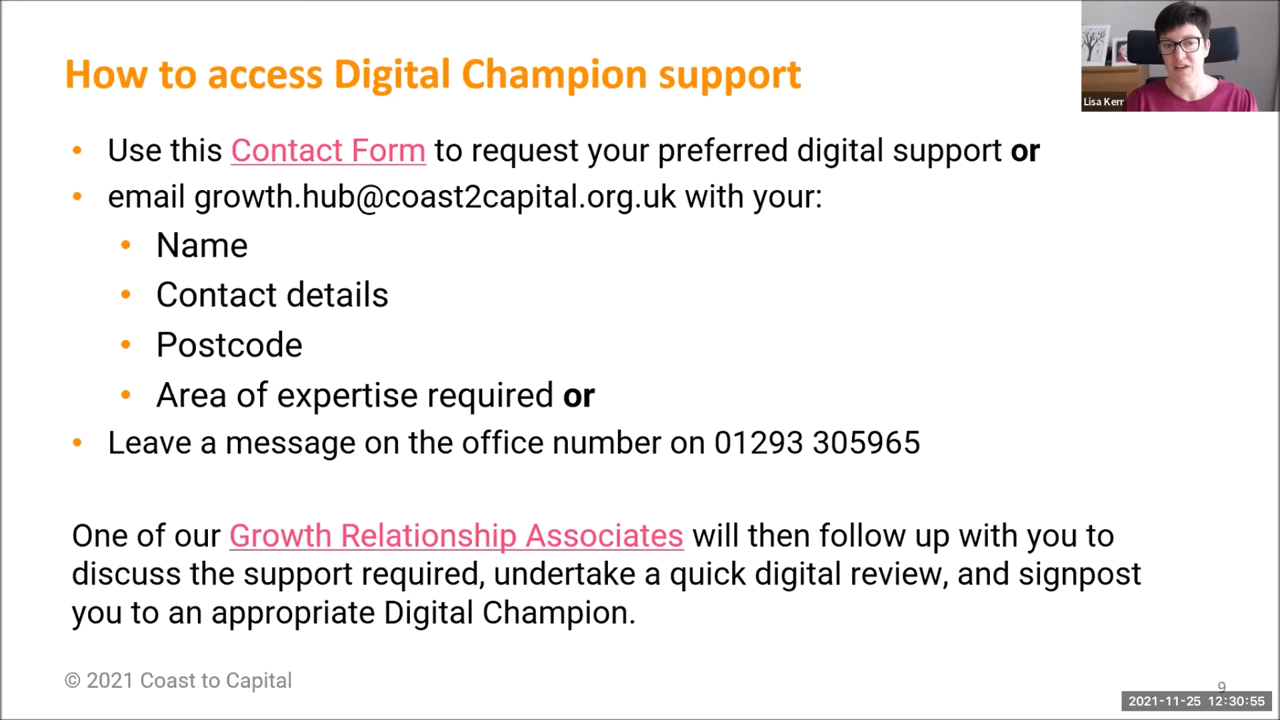 How to access Digital Champion support
Lisa Kerr
• Use this Contact Form to request your preferred digital support or
• email growth.hub@coast2capital.org.uk with your:
• Name
• Contact details
• Postcode
• Area of expertise required or
• Leave a message on the office number on 01293 305965
One of our Growth Relationship Associates will then follow up with you to
discuss the support required, undertake a quick digital review, and signpost
you to an appropriate Digital Champion.
© 2021 Coast to Capital
9
2021-11-25 12:30:55